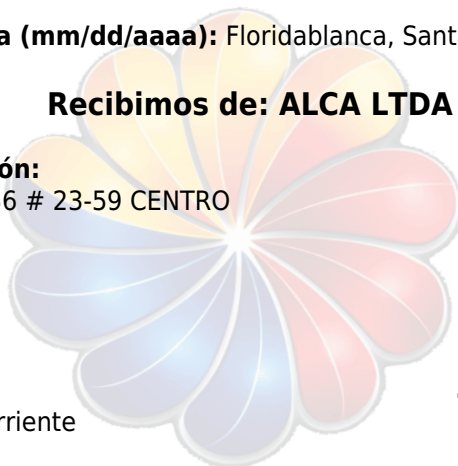 a (mm/dd/aaaa): Floridablanca, Sant
Recibimos de: ALCA LTDA
ón:
6 # 23-59 CENTRO
rriente